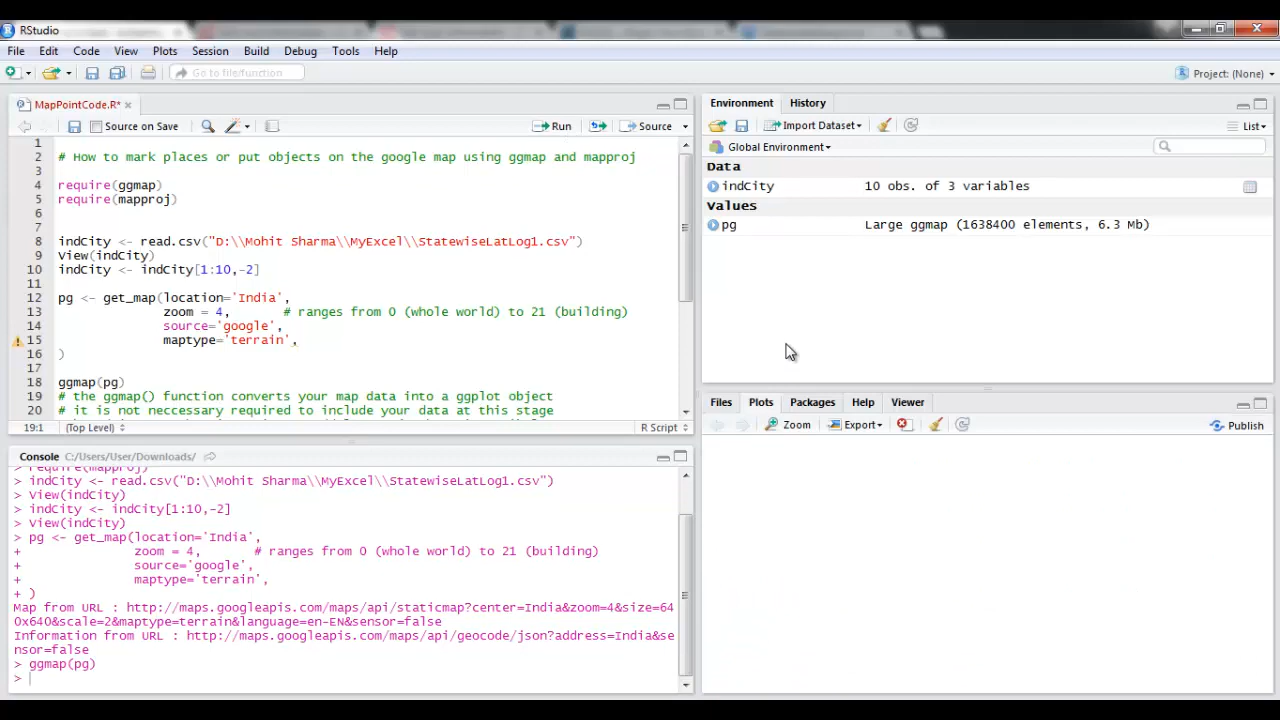 RStudio
File Edit Code View Plots Session Build Debug Tools Help
Go to file/function
Project: (None)
MapPointCode.R*
Source on Save
Run
Source
1
2 # How to mark places or put objects on the google map using ggmap and mapproj
3
4 require(ggmap)
5 require(mapproj)
6
7
8 indCity <- read.csv("D:\\Mohit Sharma\\MyExcel\\StatewiseLatLog1.csv")
9 View(indCity)
10 indCity <- indCity[1:10,-2]
11
12 pg <- get_map(location='India',
13 zoom = 4, # ranges from 0 (whole world) to 21 (building)
14 source='google',
15 maptype='terrain',
16 )
17
18 ggmap(pg)
19 # the ggmap() function converts your map data into a ggplot object
20 # it is not neccessary required to include your data at this stage
19:1 (Top Level) R Script
Console C:/Users/User/Downloads/
> require(mapproj)
> indCity <- read.csv("D:\\Mohit Sharma\\MyExcel\\StatewiseLatLog1.csv")
> View(indCity)
> indCity <- indCity[1:10,-2]
> View(indCity)
> pg <- get_map(location='India',
+ zoom = 4, # ranges from 0 (whole world) to 21 (building)
+ source='google',
+ maptype='terrain',
+ )
Map from URL : http://maps.googleapis.com/maps/api/staticmap?center=India&zoom=4&size=64
0x640&scale=2&maptype=terrain&language=en-EN&sensor=false
Information from URL : http://maps.googleapis.com/maps/api/geocode/json?address=India&se
nsor=false
> ggmap(pg)
>
Environment History
Import Dataset
List
Global Environment
Data
indCity 10 obs. of 3 variables
Values
pg Large ggmap (1638400 elements, 6.3 Mb)
Files Plots Packages Help Viewer
Zoom Export Publish